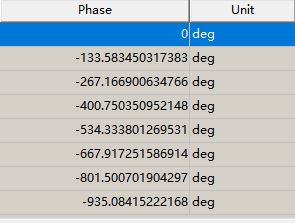 Phase Unit
0 deg
-133.583450317383 deg
-267.166900634766 deg
-400.750350952148 deg
-534.333801269531 deg
-667.917251586914 deg
-801.500701904297 deg
-935.08415222168 deg